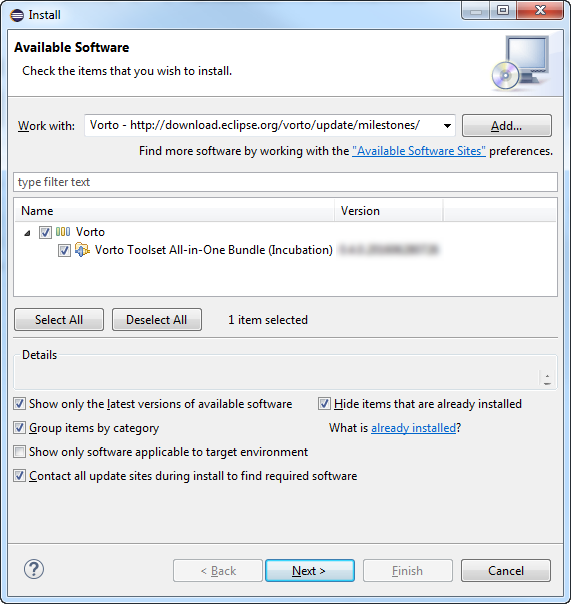 Install
Available Software
Check the items that you wish to install.
Work with: Vorto - http://download.eclipse.org/vorto/update/milestones/ Add...
Find more software by working with the "Available Software Sites" preferences.
type filter text
Name Version
Vorto
Vorto Toolset All-in-One Bundle (Incubation)
Select All Deselect All 1 item selected
Details
Show only the latest versions of available software Hide items that are already installed
Group items by category What is already installed?
Show only software applicable to target environment
Contact all update sites during install to find required software
? < Back Next > Finish Cancel